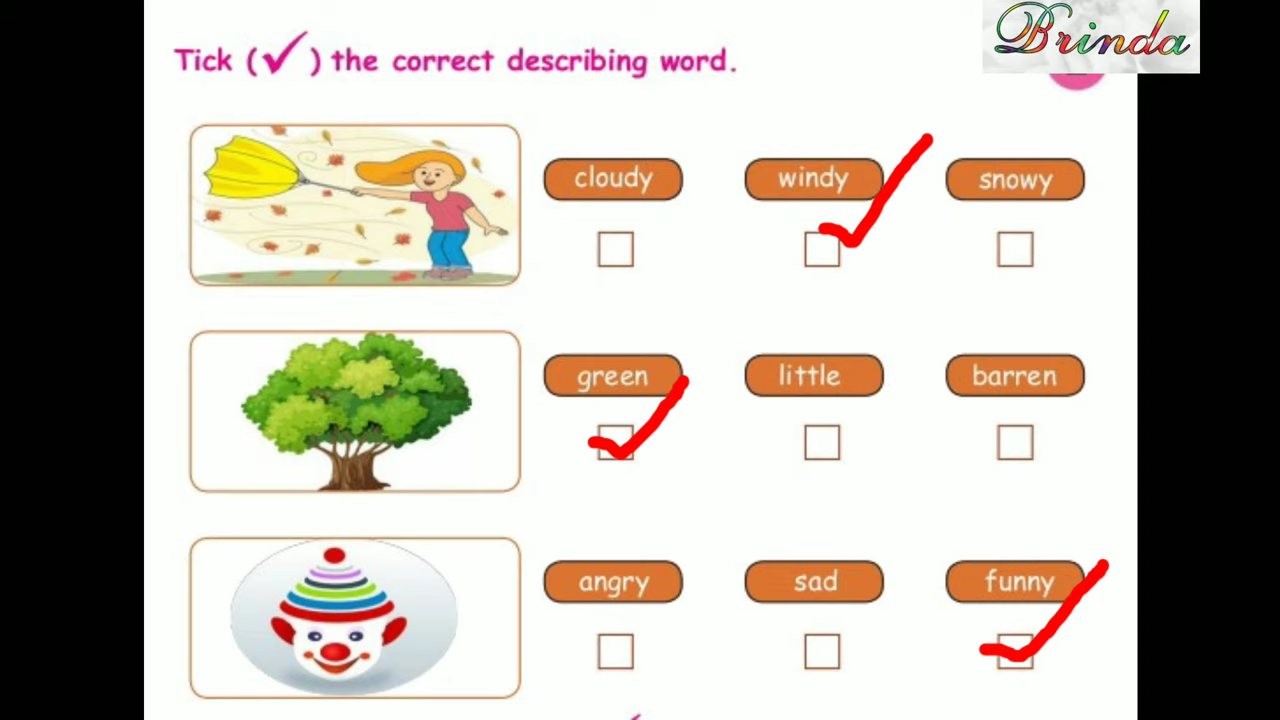 Brinda
Tick (✓) the correct describing word.
cloudy windy snowy
green little barren
angry sad funny